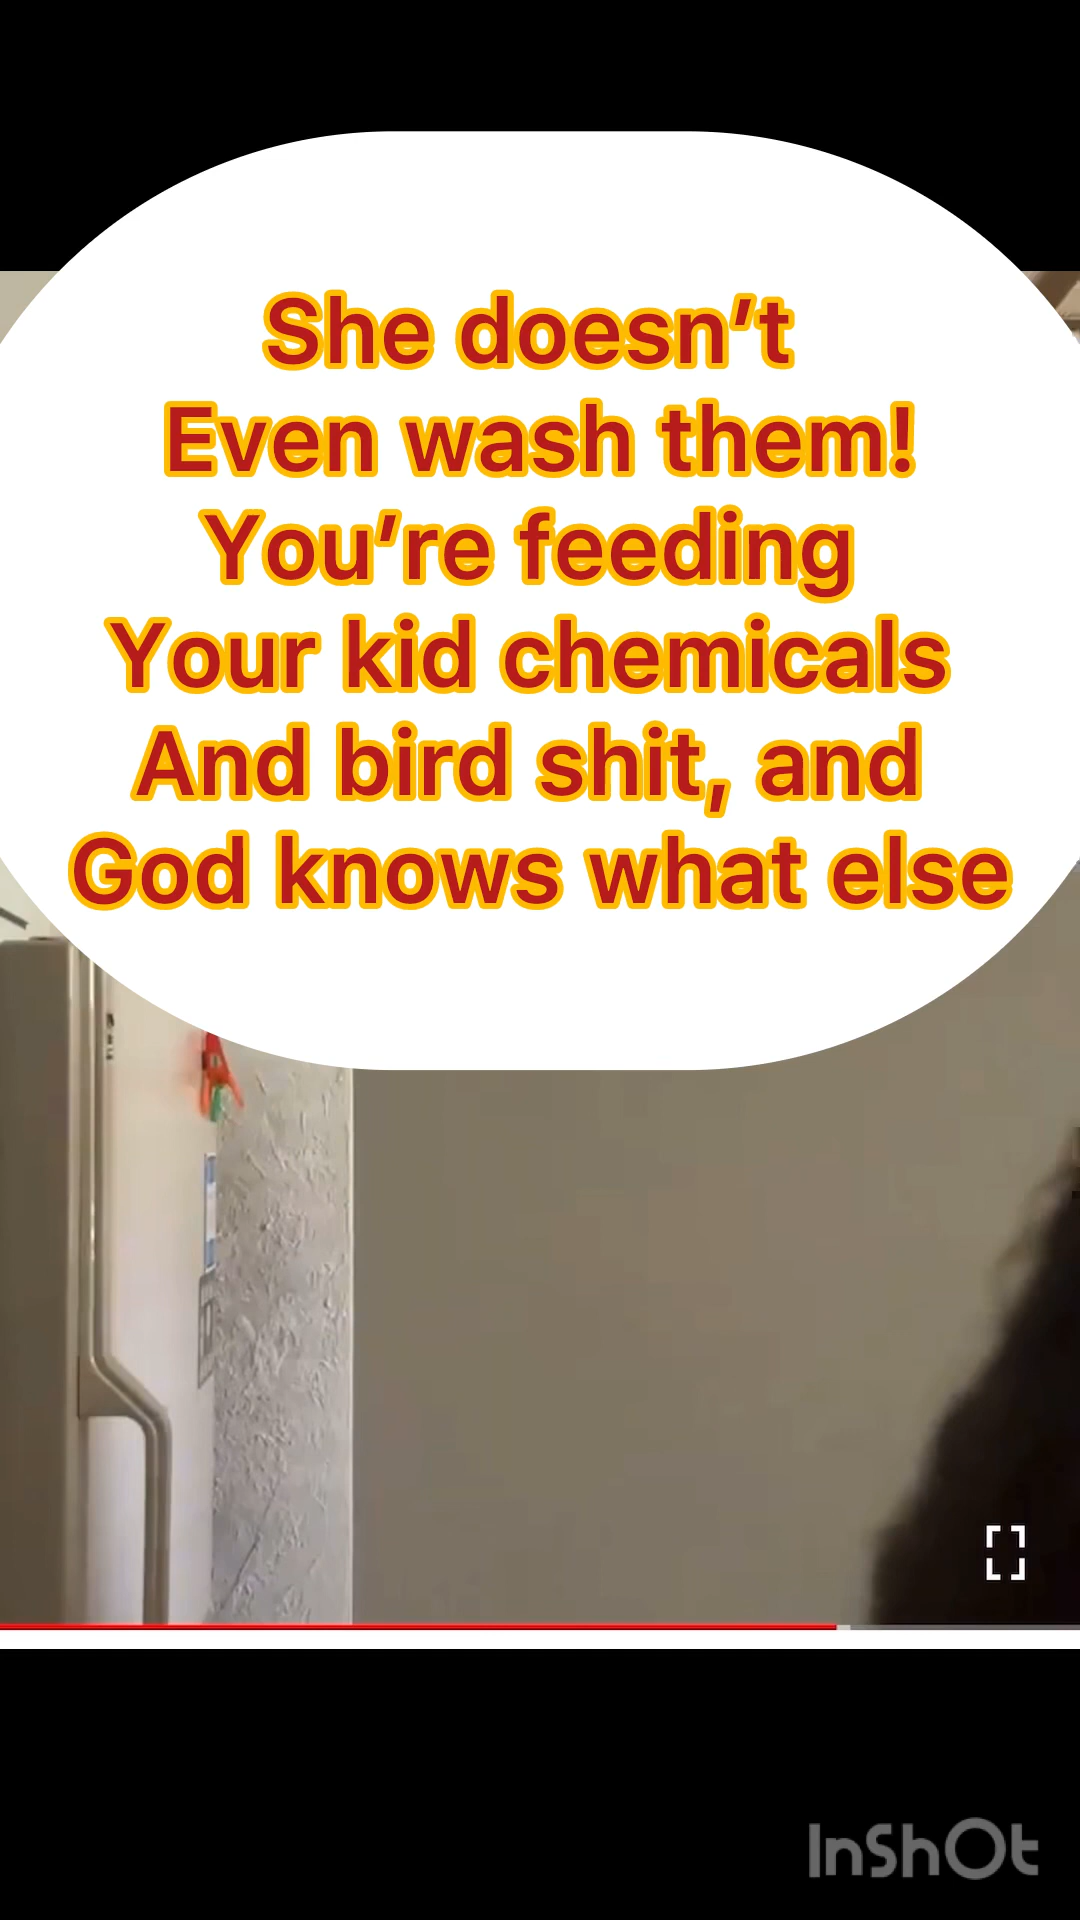 She doesn’t
Even wash them!
You’re feeding
Your kid chemicals
And bird shit, and
God knows what else
InShOt